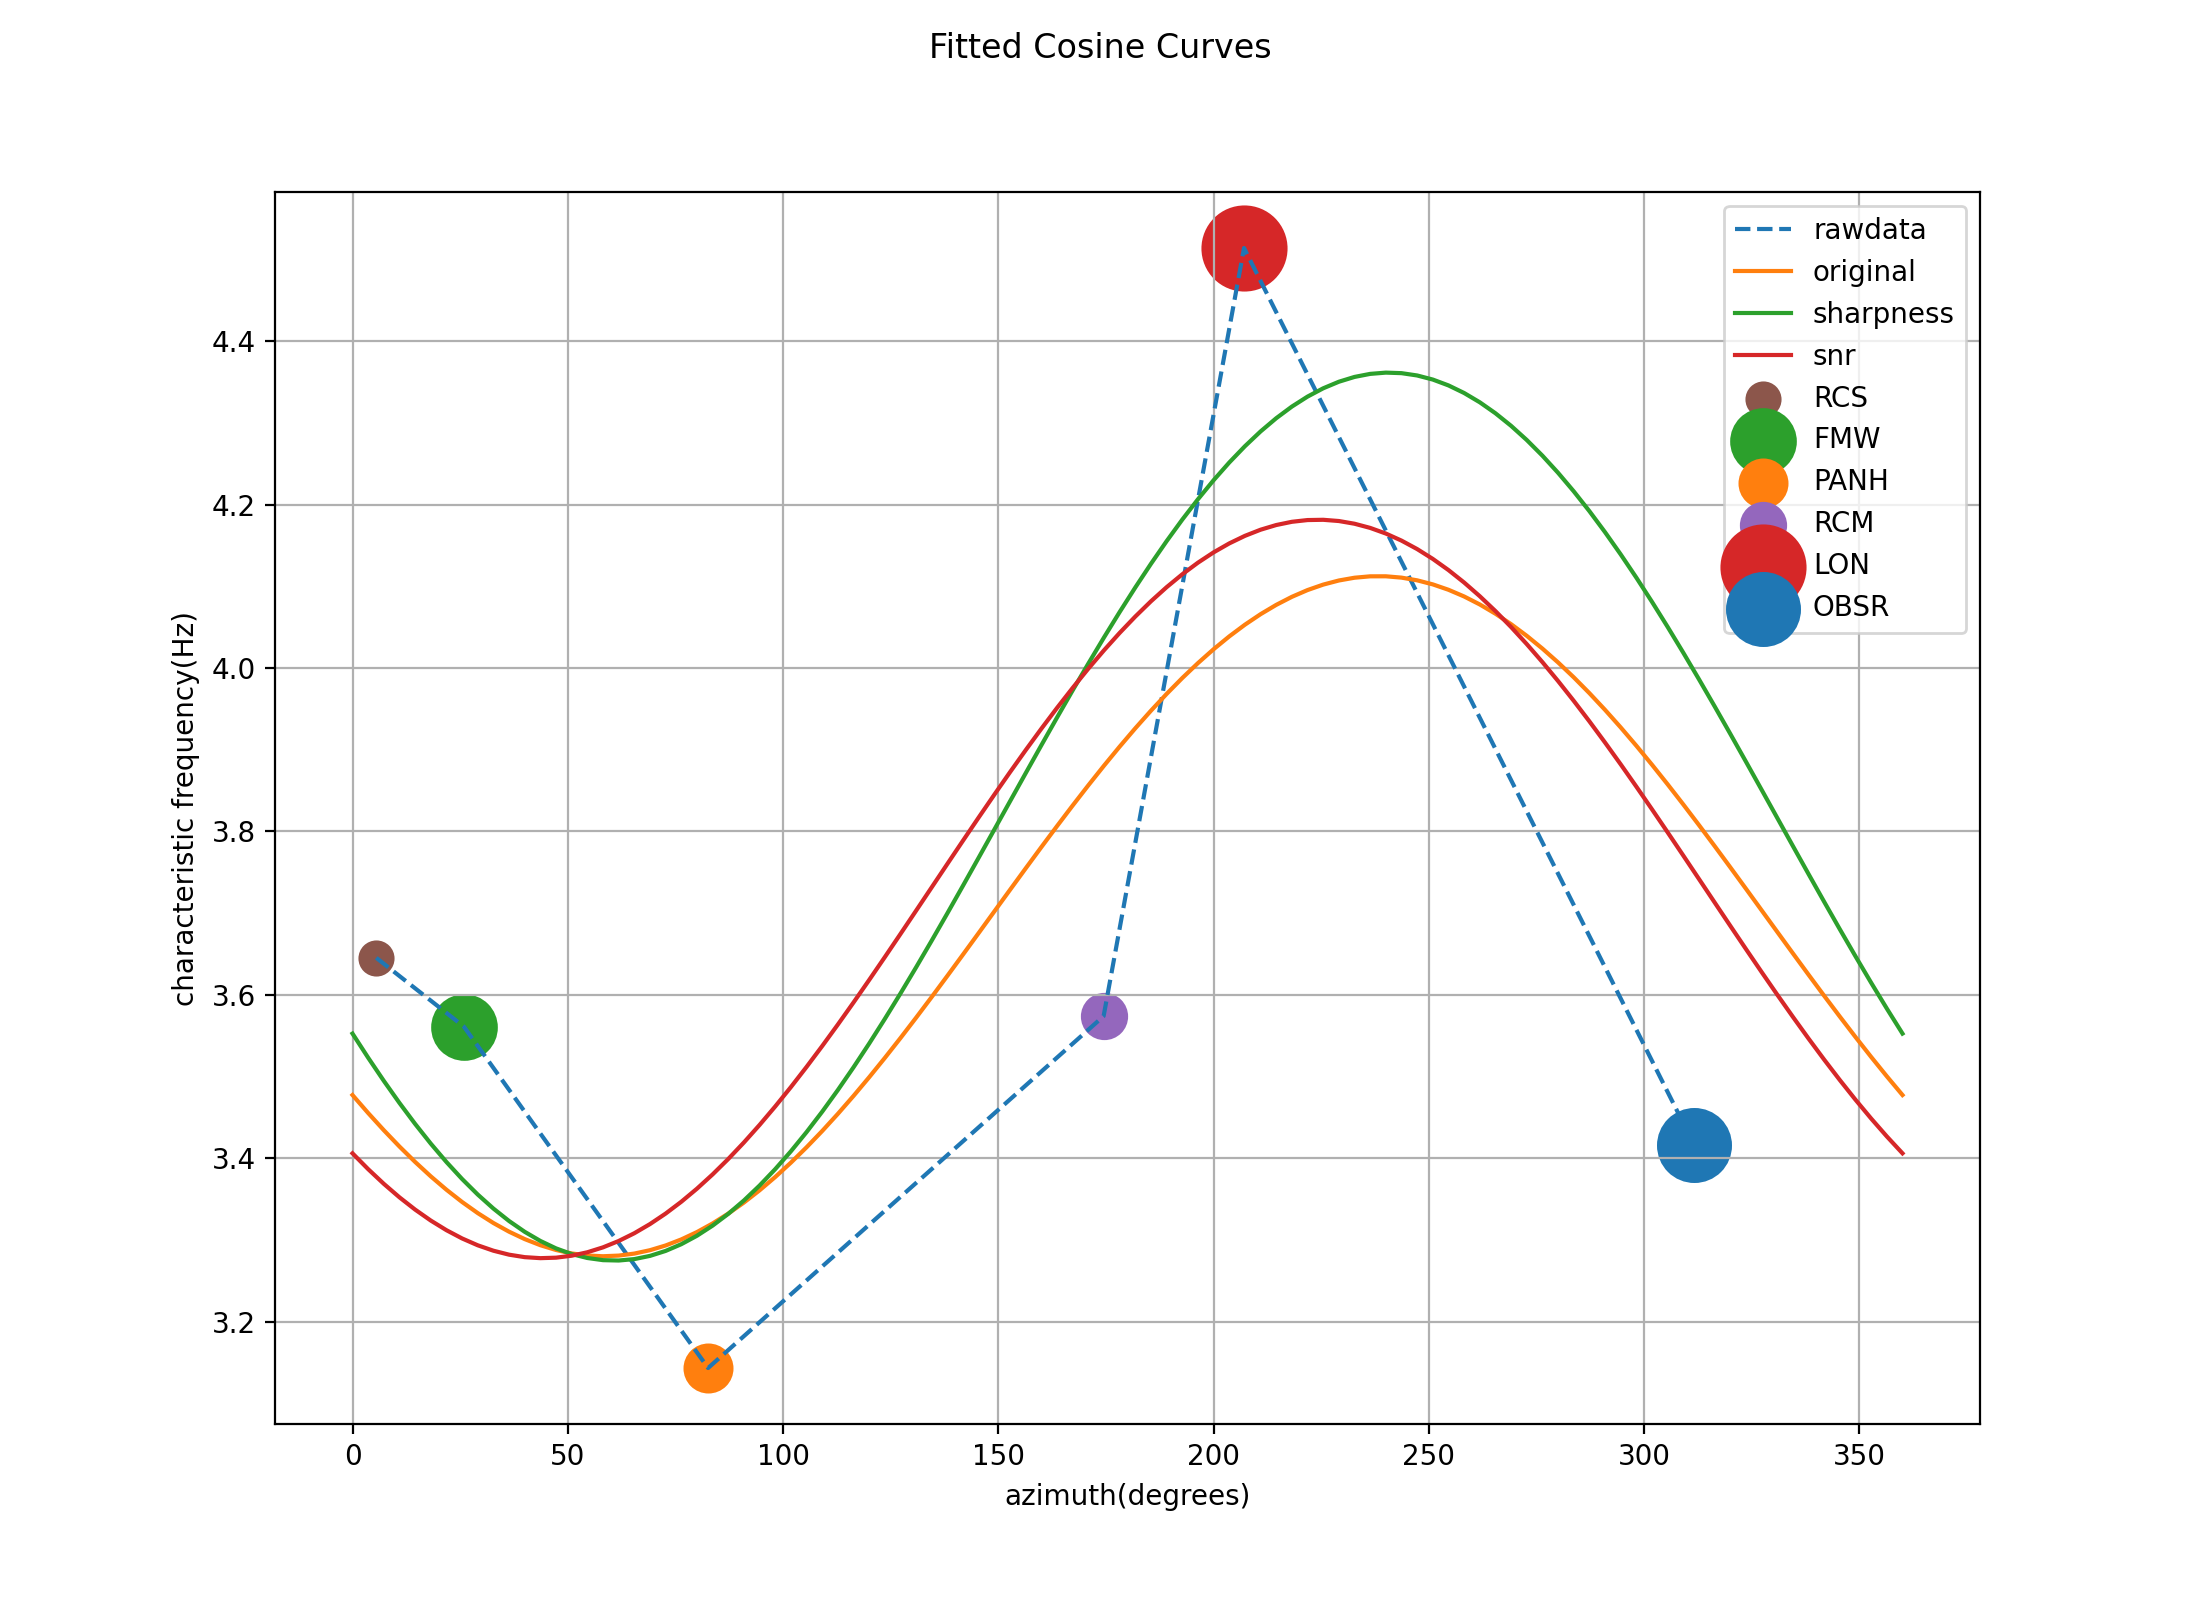 Fitted Cosine Curves
rawdata
original
sharpness
snr
RCS
FMW
PANH
RCM
LON
OBSR
characteristic frequency(Hz)
4.4
4.2
4.0
3.8
3.6
3.4
3.2
0 50 100 150 200 250 300 350
azimuth(degrees)